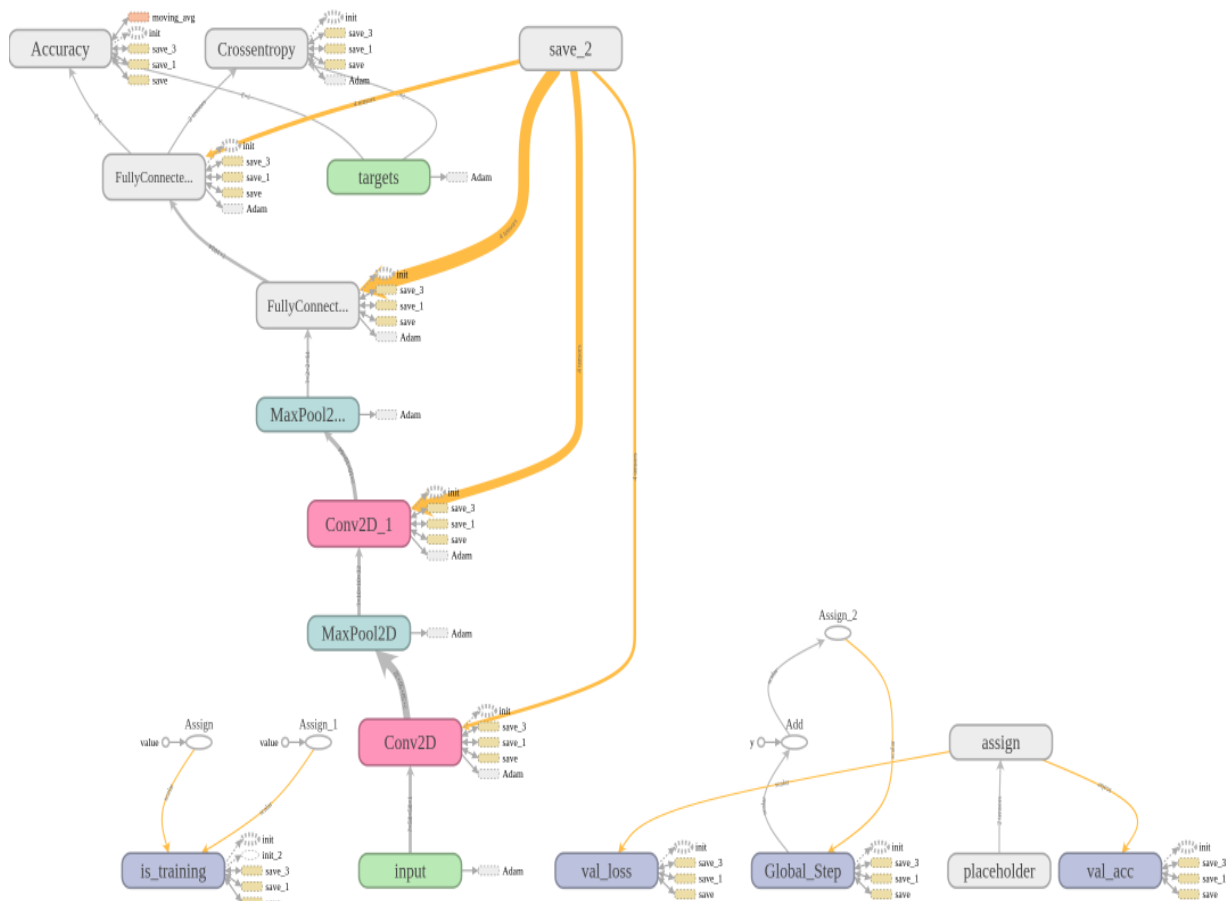 moving_avg
init
save_3
save_1
save
Accuracy
init
save_3
save_1
save
Adam
Crossentropy
save_2
init
save_3
save_1
save
Adam
FullyConnecte...
targets
Adam
init
save_3
save_1
save
Adam
FullyConnect...
MaxPool2...
Adam
init
save_3
save_1
save
Adam
Conv2D_1
MaxPool2D
Adam
init
save_3
save_1
save
Adam
Conv2D
Assign
value
Assign_1
value
Assign_2
Add
y
assign
is_training
init
init_2
save_3
save_1
input
Adam
val_loss
init
save_3
save_1
save
Global_Step
init
save_3
save_1
save
placeholder
val_acc
init
save_3
save_1
save